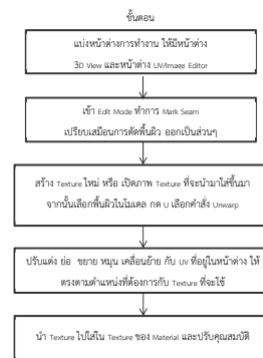 ขั้นตอน
แบ่งหน้าต่างการทำงาน ให้มีหน้าต่าง
3D View และหน้าต่าง UV/Image Editor
เข้า Edit Mode ทำการ Mark Seam
เปรียบเสมือนการตัดพื้นผิว ออกเป็นส่วนๆ
สร้าง Texture ใหม่ หรือ เปิดภาพ Texture ที่จะนำมาใส่ขึ้นมา
จากนั้นเลือกพื้นผิวในโมเดล กด U เลือกคำสั่ง Unwarp
ปรับแต่ง ย่อ ขยาย หมุน เคลื่อนย้าย กับ UV ที่อยู่ในหน้าต่าง ให้
ตรงตามตำแหน่งที่ต้องการกับ Texture ที่จะใช้
นำ Texture ไปใส่ใน Texture ของ Material และปรับคุณสมบัติ